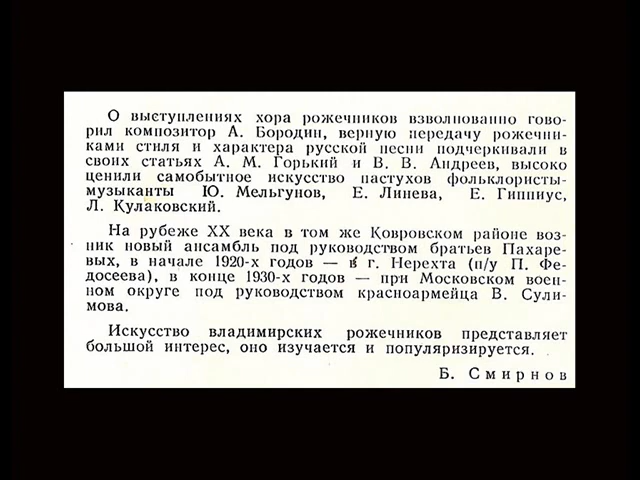 О выступлениях хора рожечников взволнованно гово-
рил композитор А. Бородин, верную передачу рожечни-
ками стиля и характера русской песни подчеркивали в
своих статьях А. М. Горький и В. В. Андреев, высоко
ценили самобытное искусство пастухов фольклористы-
музыканты Ю. Мельгунов, Е. Линева, Е. Гиппиус,
Л. Кулаковский.
На рубеже XX века в том же Ковровском районе воз-
ник новый ансамбль под руководством братьев Пахаре-
вых, в начале 1920-х годов — в г. Нерехта (п/у П. Фе-
досеева), в конце 1930-х годов — при Московском воен-
ном округе под руководством красноармейца В. Сули-
мова.
Искусство владимирских рожечников представляет
большой интерес, оно изучается и популяризируется.
Б. Смирнов